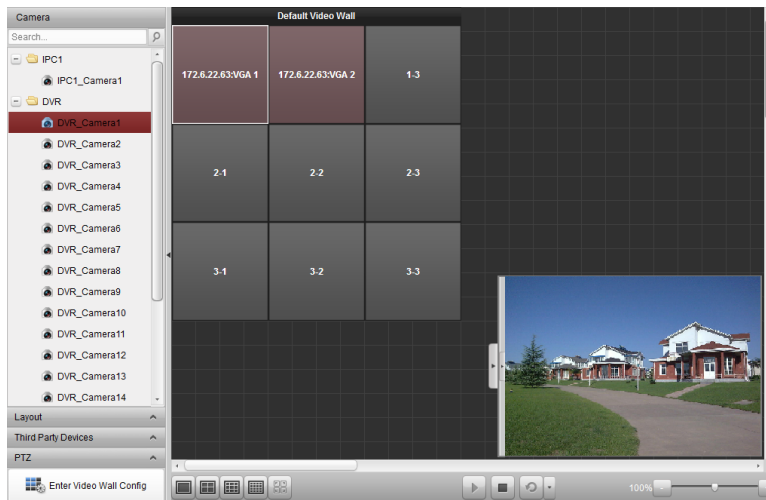 Camera
Search...
IPC1
IPC1_Camera1
DVR
DVR_Camera1
DVR_Camera2
DVR_Camera3
DVR_Camera4
DVR_Camera5
DVR_Camera6
DVR_Camera7
DVR_Camera8
DVR_Camera9
DVR_Camera10
DVR_Camera11
DVR_Camera12
DVR_Camera13
DVR_Camera14
Layout
Third Party Devices
PTZ
Enter Video Wall Config
Default Video Wall
172.6.22.63:VGA 1 172.6.22.63:VGA 2 1-3
2-1 2-2 2-3
3-1 3-2 3-3
100%